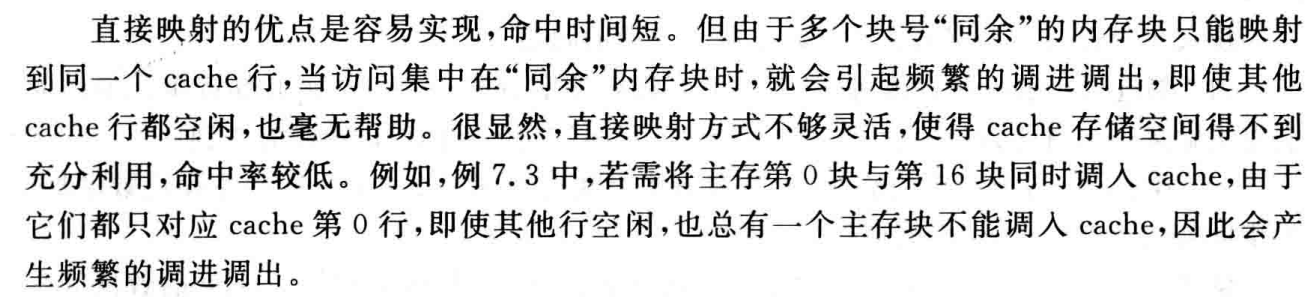 直接映射的优点是容易实现,命中时间短。但由于多个块号“同余”的内存块只能映射
到同一个 cache 行,当访问集中在“同余”内存块时,就会引起频繁的调进调出,即使其他
cache 行都空闲,也毫无帮助。很显然,直接映射方式不够灵活,使得 cache 存储空间得不到
充分利用,命中率较低。例如,例 7.3 中,若需将主存第 0 块与第 16 块同时调入 cache,由于
它们都只对应 cache 第 0 行,即使其他行空闲,也总有一个主存块不能调入 cache,因此会产
生频繁的调进调出。